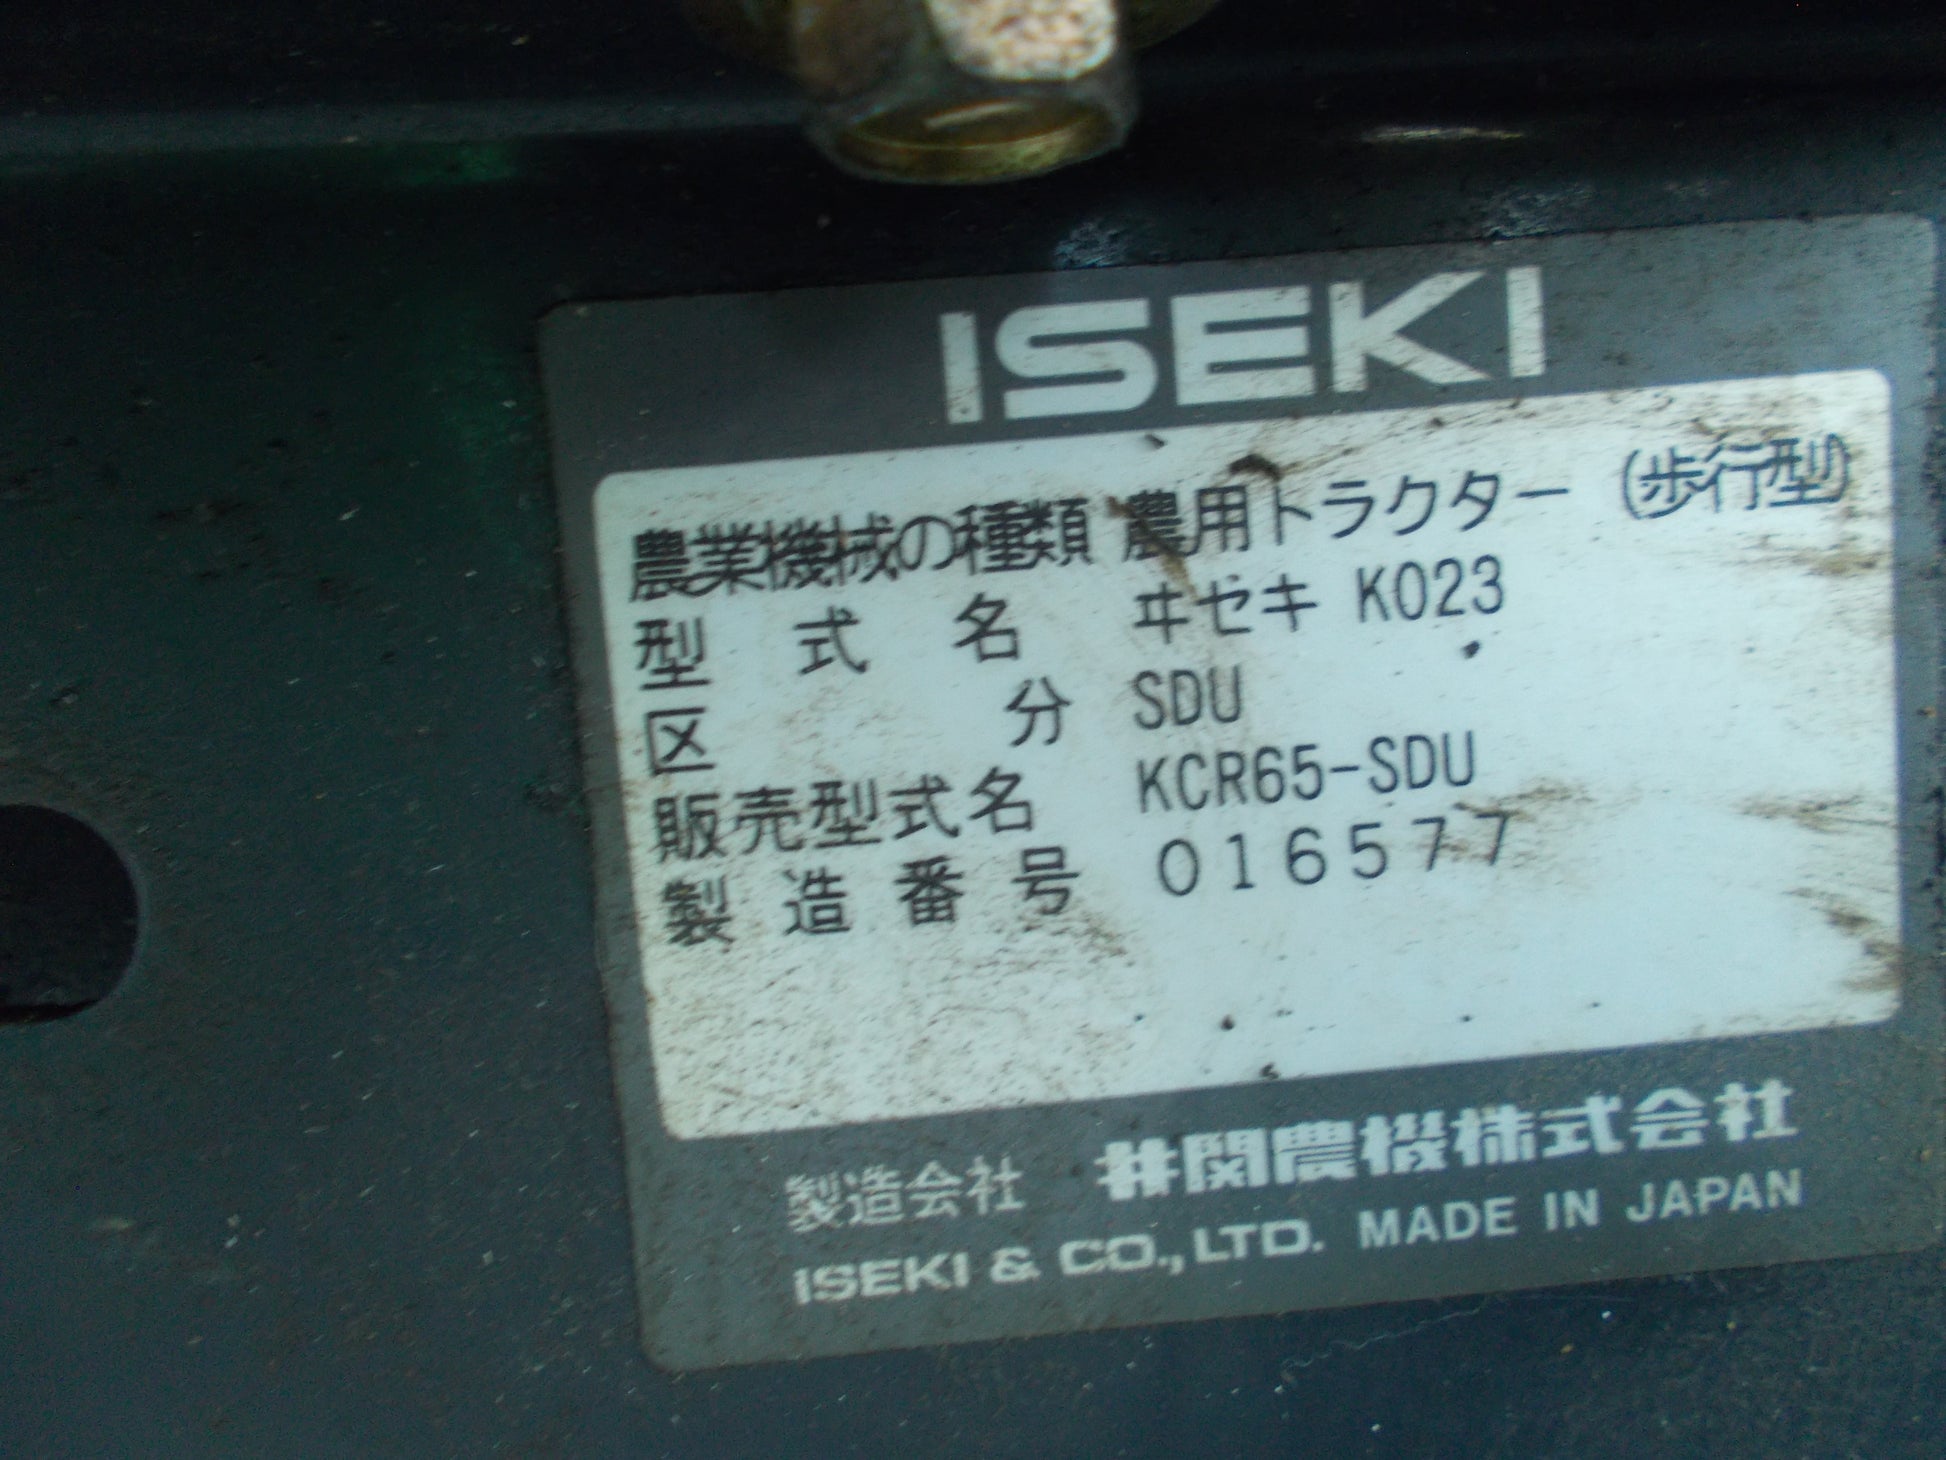 ISEKI
農業機械の種類 農用トラクター (歩行型)
型式名 ヰセキ K023
区分 SDU
販売型式名 KCR65-SDU
製造番号 016577
製造会社 井関農機株式会社
ISEKI & CO., LTD. MADE IN JAPAN